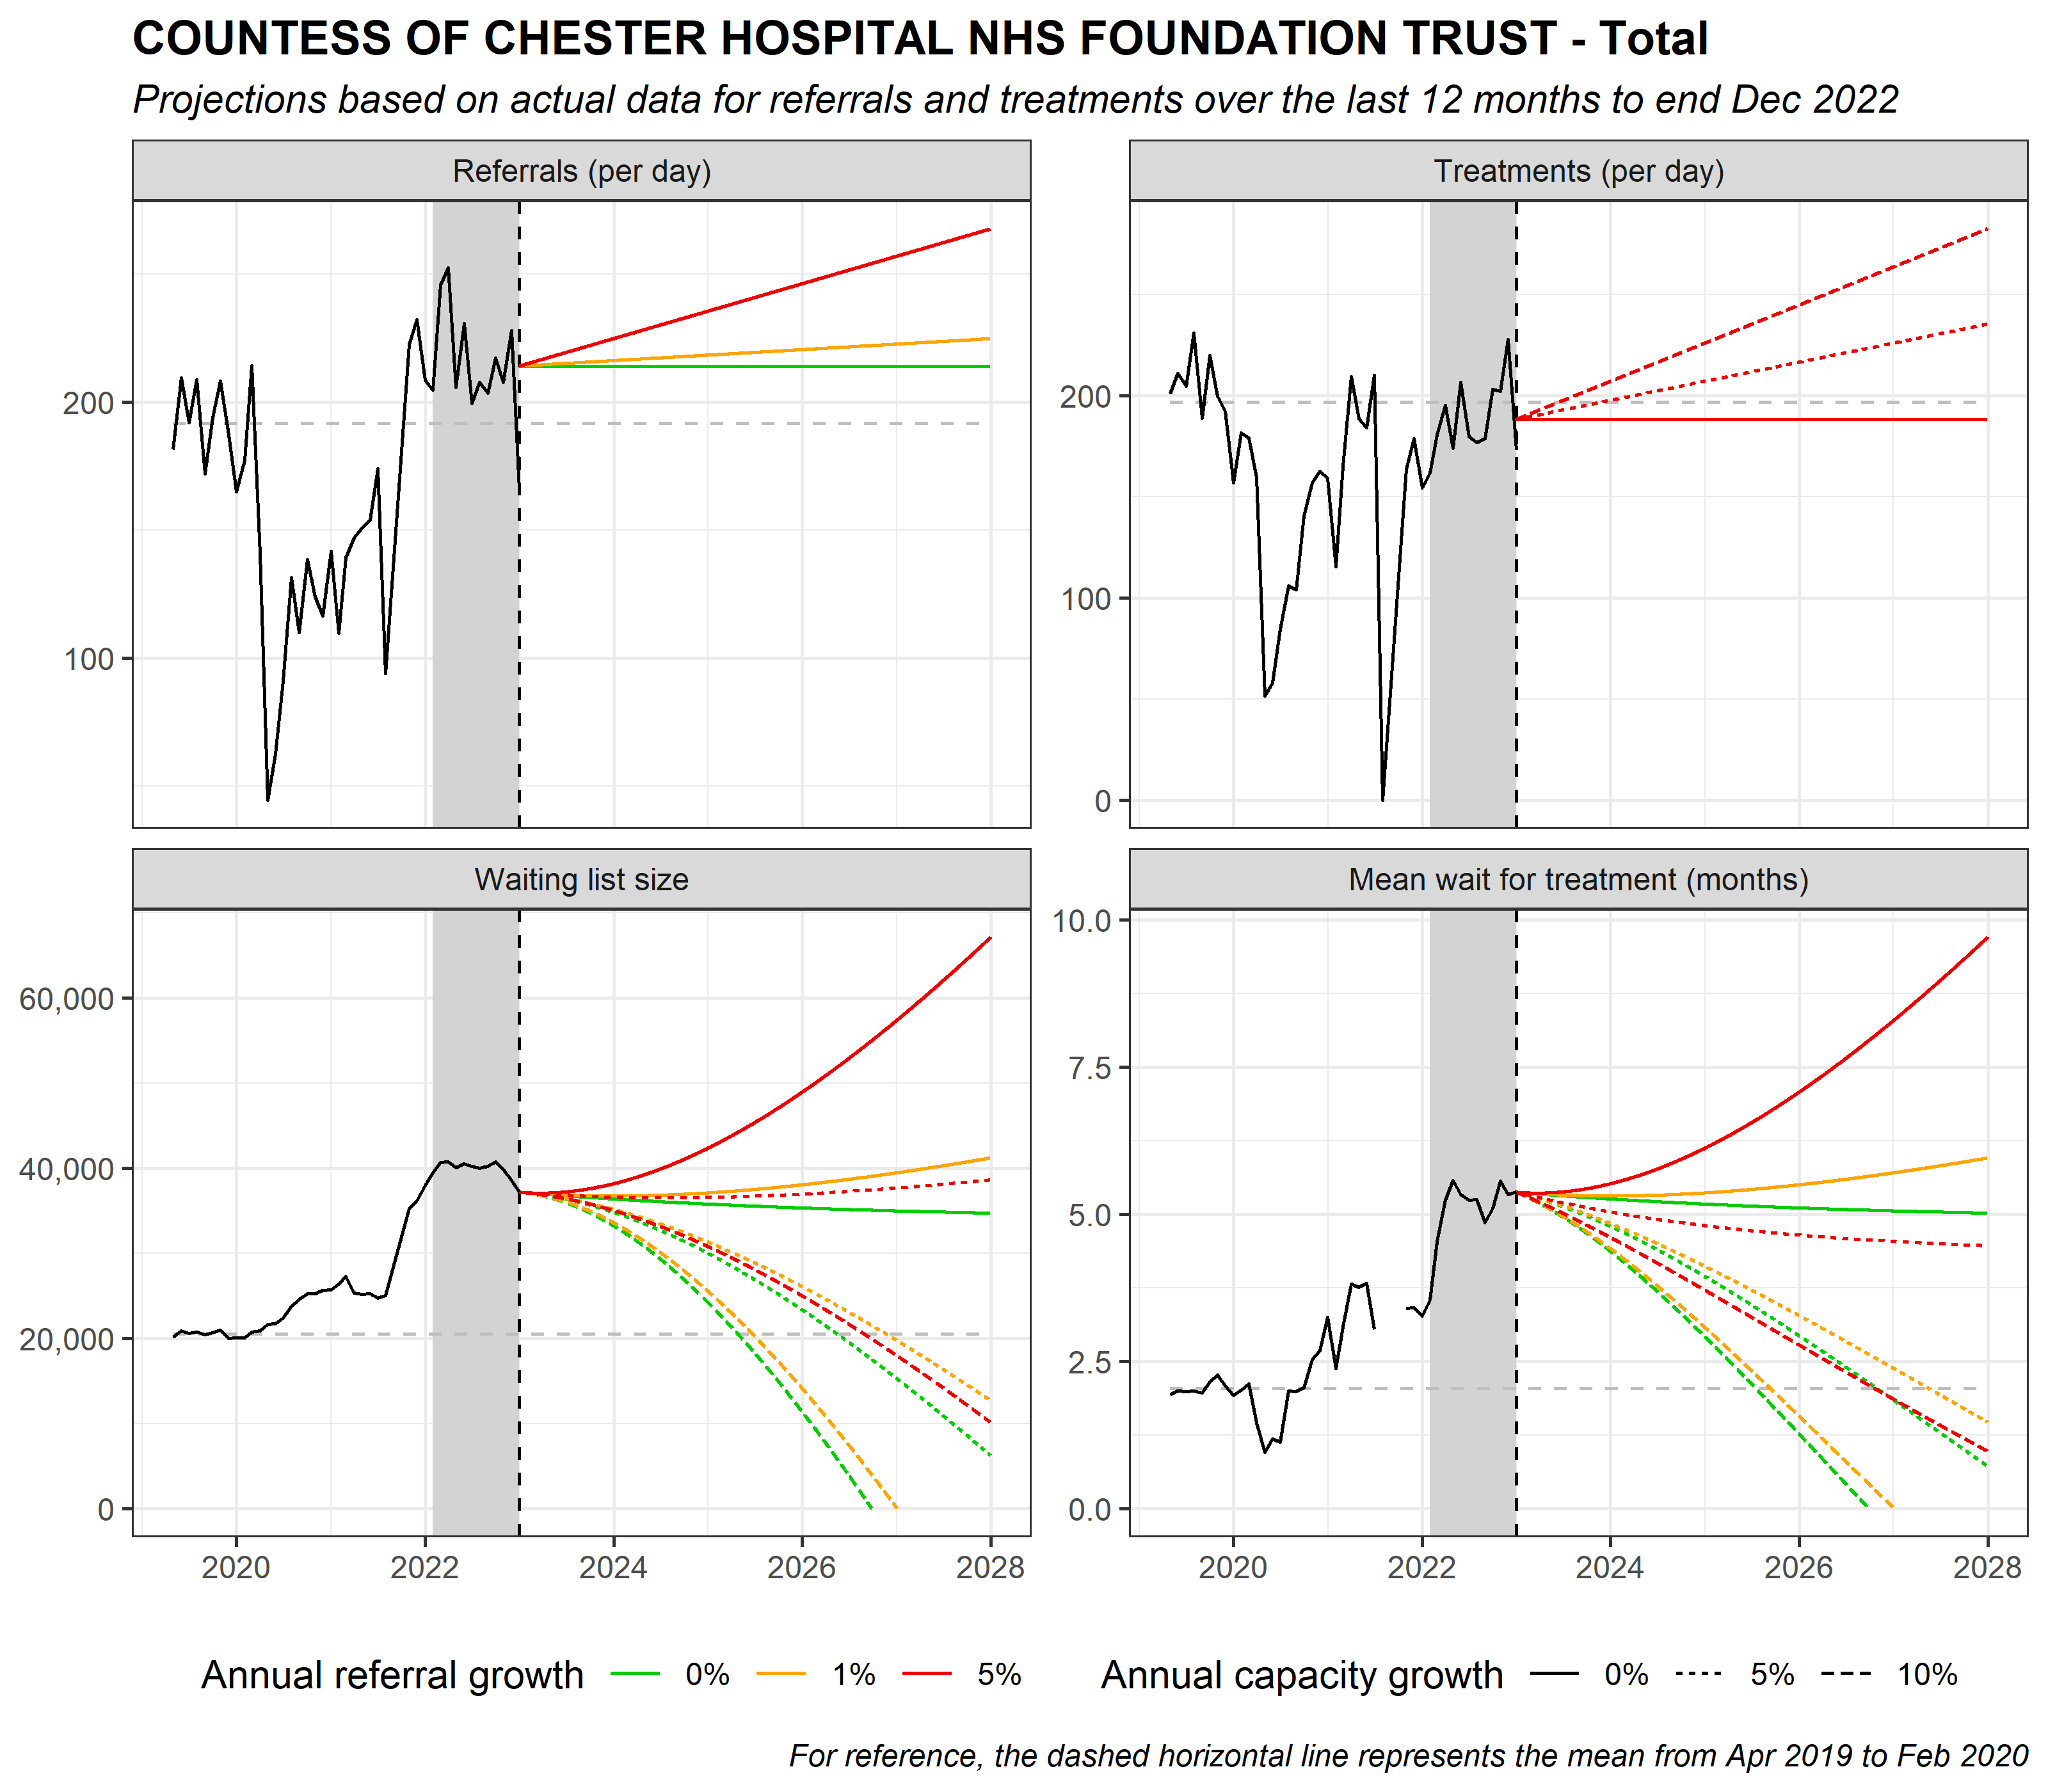 COUNTESS OF CHESTER HOSPITAL NHS FOUNDATION TRUST - Total
Projections based on actual data for referrals and treatments over the last 12 months to end Dec 2022
Referrals (per day)
200
100
Treatments (per day)
200
100
0
Waiting list size
60,000
40,000
20,000
0
2020 2022 2024 2026 2028
Mean wait for treatment (months)
10.0
7.5
5.0
2.5
0.0
2020 2022 2024 2026 2028
Annual referral growth 0% 1% 5%
Annual capacity growth 0% 5% 10%
For reference, the dashed horizontal line represents the mean from Apr 2019 to Feb 2020